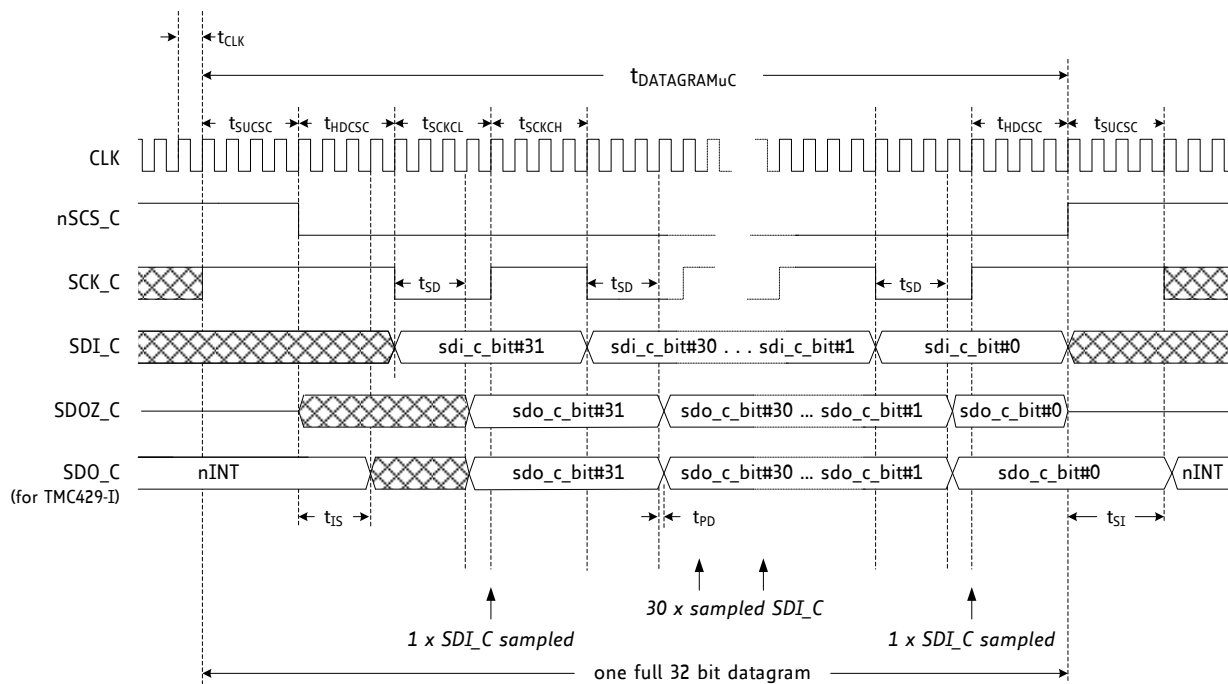 tCLK
tDATAGRAMuC
tSUCSC tHDCSC tSCKCL tSCKCH tHDCSC tSUCSC
CLK
nSCS_C
SCK_C tSD tSD tSD
SDI_C sdi_c_bit#31 sdi_c_bit#30 . . . sdi_c_bit#1 sdi_c_bit#0
SDOZ_C sdo_c_bit#31 sdo_c_bit#30 ... sdo_c_bit#1 sdo_c_bit#0
SDO_C nINT sdo_c_bit#31 sdo_c_bit#30 ... sdo_c_bit#1 sdo_c_bit#0 nINT
(for TMC429-I)
tIS tPD tSI
30 x sampled SDI_C
1 x SDI_C sampled 1 x SDI_C sampled
one full 32 bit datagram